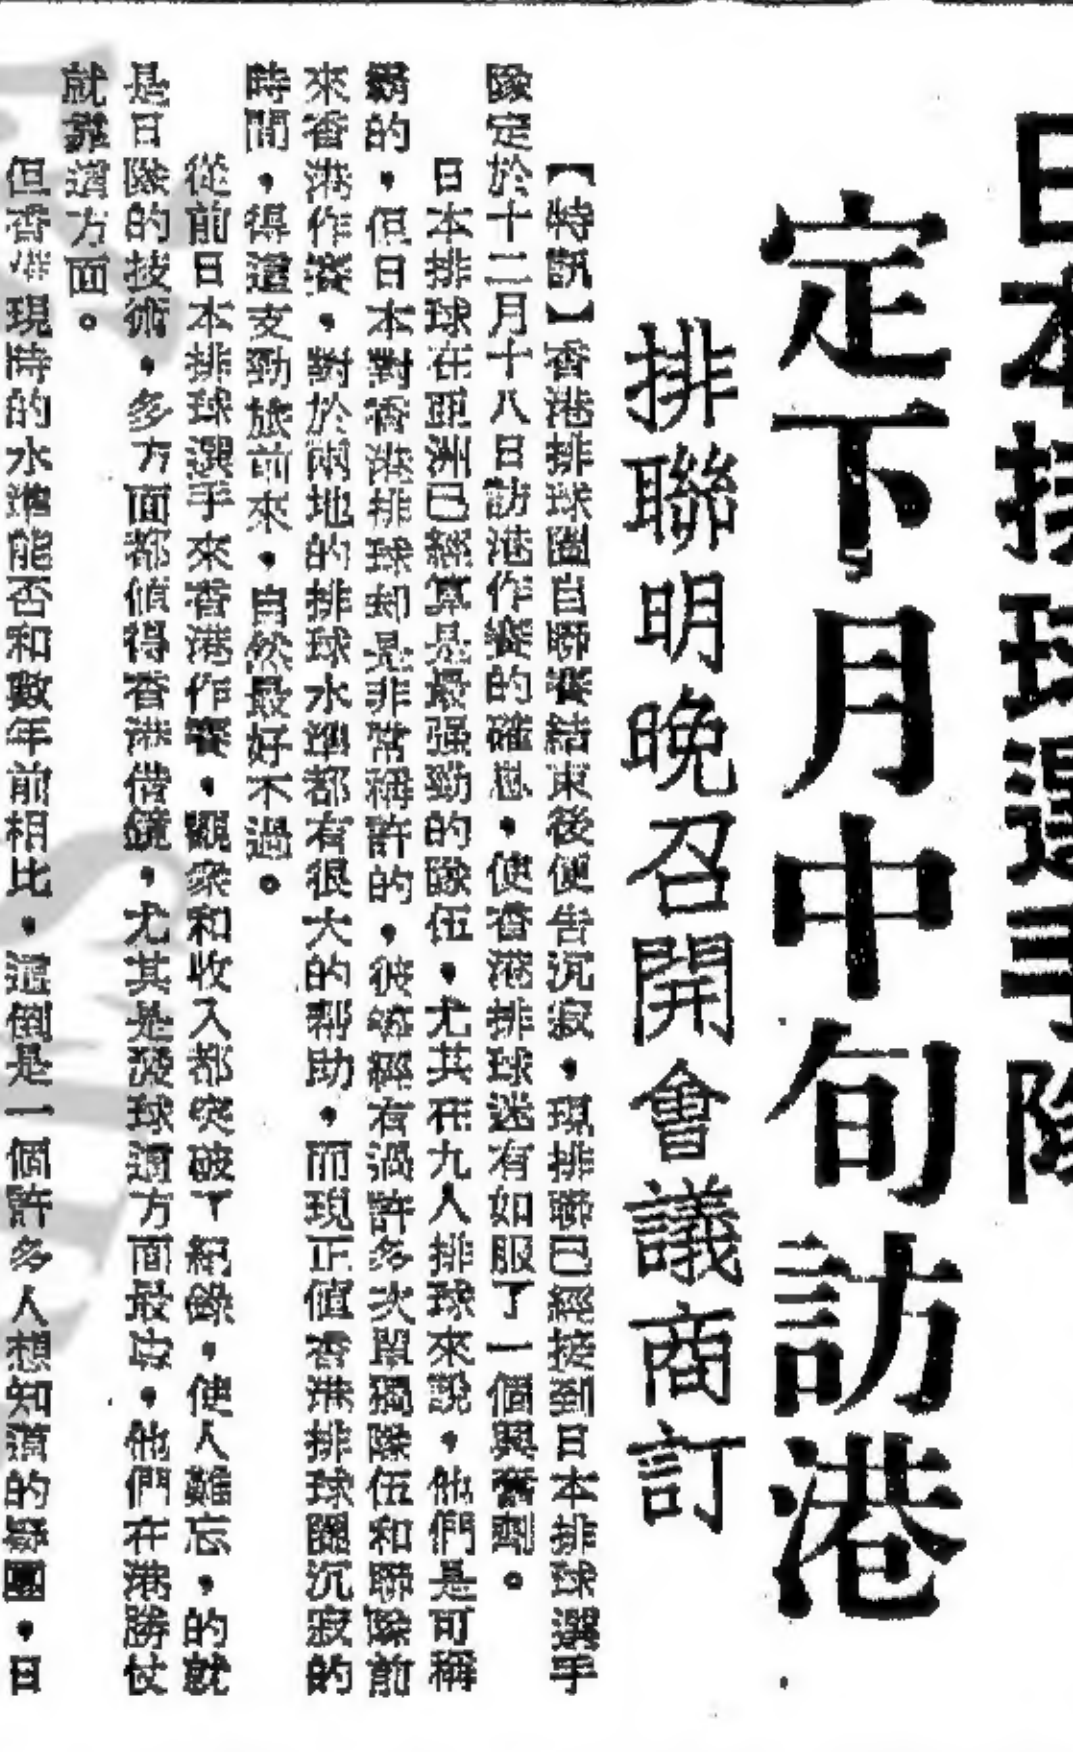 日本排球選手隊
定下月中旬訪港
排聯明晚召開會議商訂
【特訊】香港排球圈自聯賽結束後便告沉寂，現排聯已經接到日本排球選手
隊定於十二月十八日訪港作賽的確息，使香港排球迷有如服了一個興奮劑。
日本排球在亞洲已經算是最强勁的隊伍，尤其在九人排球來說，他們是可稱
霸的，但日本對香港排球却是非常稱許的，彼鄉經有過許多次單獨隊伍和聯隊前
來香港作賽，對於兩地的排球水準都有很大的幫助，而現正值香港排球圈沉寂的
時間，得這支勁旅前來，自然最好不過。
從前日本排球選手來香港作賽，觀衆和收入都突破了紀錄，使人難忘，的就
是日隊的技術，多方面都值得香港借鏡，尤其是發球這方面最占，他們在港勝仗
就靠這方面。
但香港現時的水準能否和數年前相比，這倒是一個許多人想知道的疑團，日